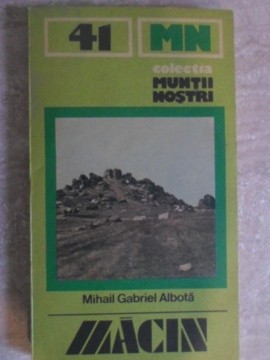 41 MN
colecția
MUNȚII
NOȘTRI
Mihail Gabriel Albotă
MĂCIN